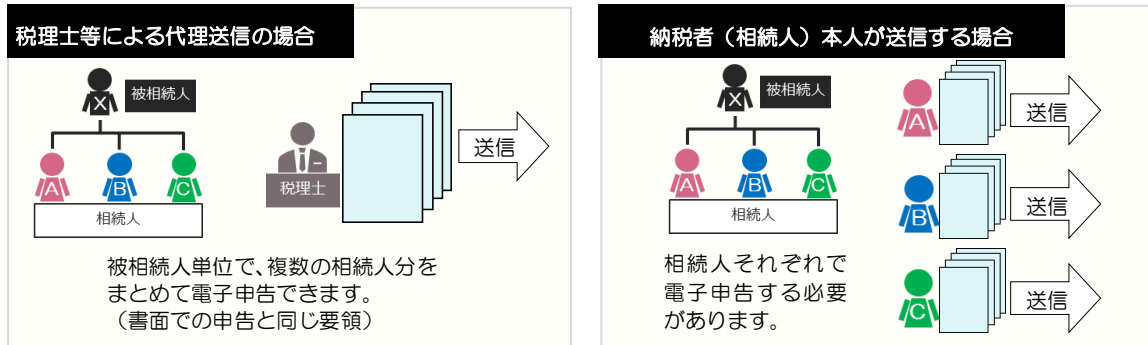 税理士等による代理送信の場合
X
被相続人
A
B
C
相続人
税理士
送信
被相続人単位で、複数の相続人分を
まとめて電子申告できます。
（書面での申告と同じ要領）
納税者（相続人）本人が送信する場合
X
被相続人
A
B
C
相続人
相続人それぞれで
電子申告する必要
があります。
A
送信
B
送信
C
送信